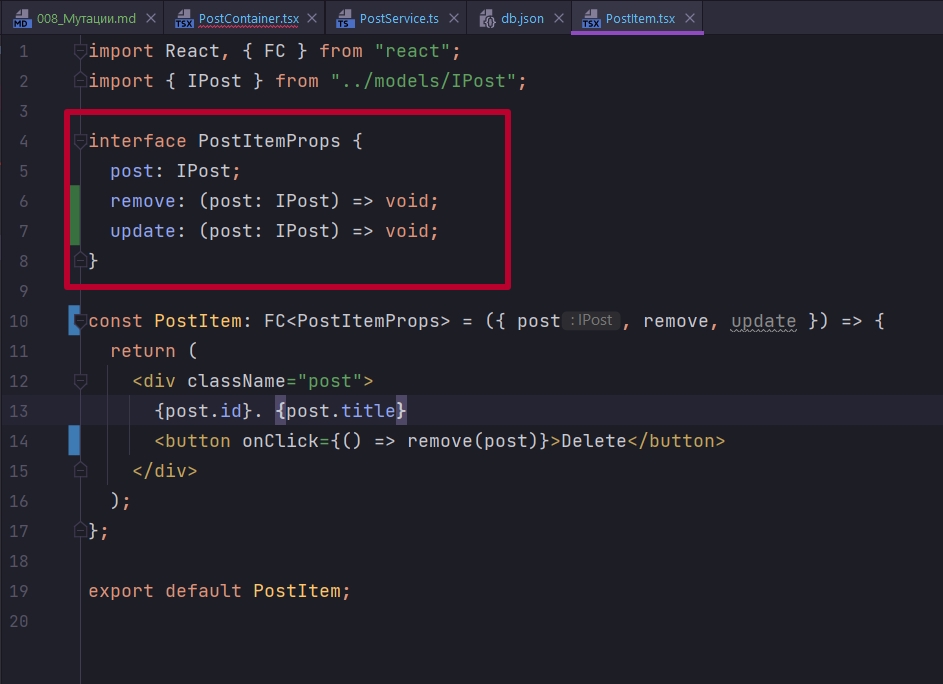 008_Мутации.md PostContainer.tsx PostService.ts db.json PostItem.tsx
1 import React, { FC } from "react";
2 import { IPost } from "../models/IPost";
3
4 interface PostItemProps {
5 post: IPost;
6 remove: (post: IPost) => void;
7 update: (post: IPost) => void;
8 }
9
10 const PostItem: FC<PostItemProps> = ({ post : IPost , remove, update }) => {
11 return (
12 <div className="post">
13 {post.id}. {post.title}
14 <button onClick={() => remove(post)}>Delete</button>
15 </div>
16 );
17 };
18
19 export default PostItem;
20